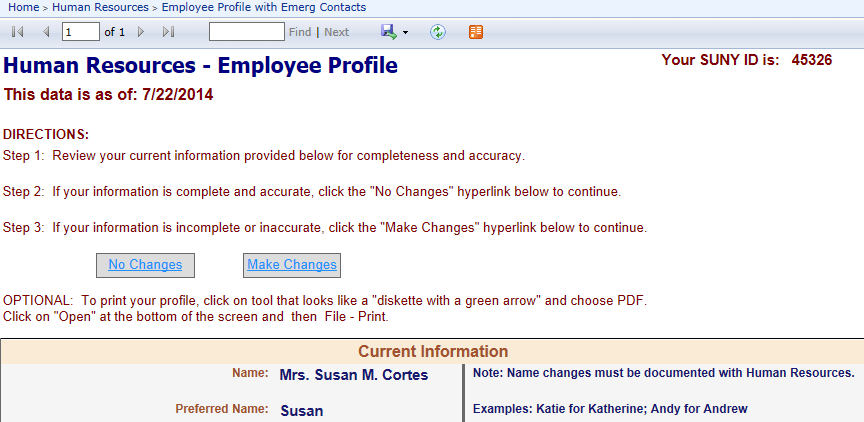 Home > Human Resources > Employee Profile with Emerg Contacts
1 of 1 Find | Next
Human Resources - Employee Profile
Your SUNY ID is: 45326
This data is as of: 7/22/2014
DIRECTIONS:
Step 1: Review your current information provided below for completeness and accuracy.
Step 2: If your information is complete and accurate, click the "No Changes" hyperlink below to continue.
Step 3: If your information is incomplete or inaccurate, click the "Make Changes" hyperlink below to continue.
No Changes Make Changes
OPTIONAL: To print your profile, click on tool that looks like a "diskette with a green arrow" and choose PDF.
Click on "Open" at the bottom of the screen and then File - Print.
Current Information
Name: Mrs. Susan M. Cortes Note: Name changes must be documented with Human Resources.
Preferred Name: Susan Examples: Katie for Katherine; Andy for Andrew